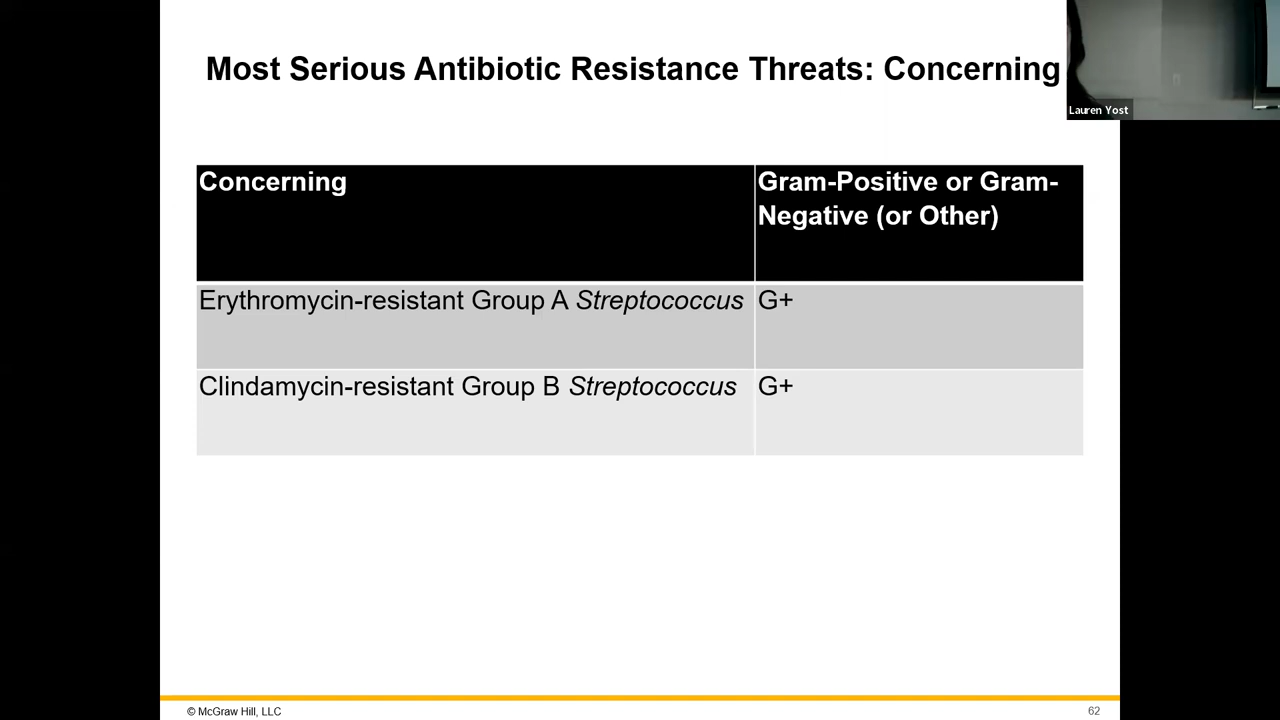 Most Serious Antibiotic Resistance Threats: Concerning
Lauren Yost
Concerning
Gram-Positive or Gram-
Negative (or Other)
Erythromycin-resistant Group A Streptococcus
G+
Clindamycin-resistant Group B Streptococcus
G+
© McGraw Hill, LLC
62